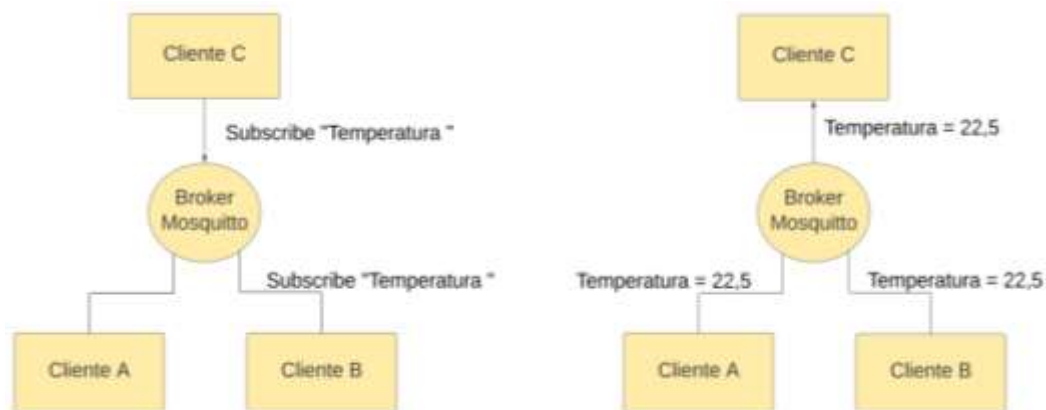 Cliente C
Subscribe "Temperatura "
Broker
Mosquitto
Subscribe "Temperatura "
Cliente A
Cliente B
Cliente C
Temperatura = 22,5
Broker
Mosquitto
Temperatura = 22,5
Temperatura = 22,5
Cliente A
Cliente B